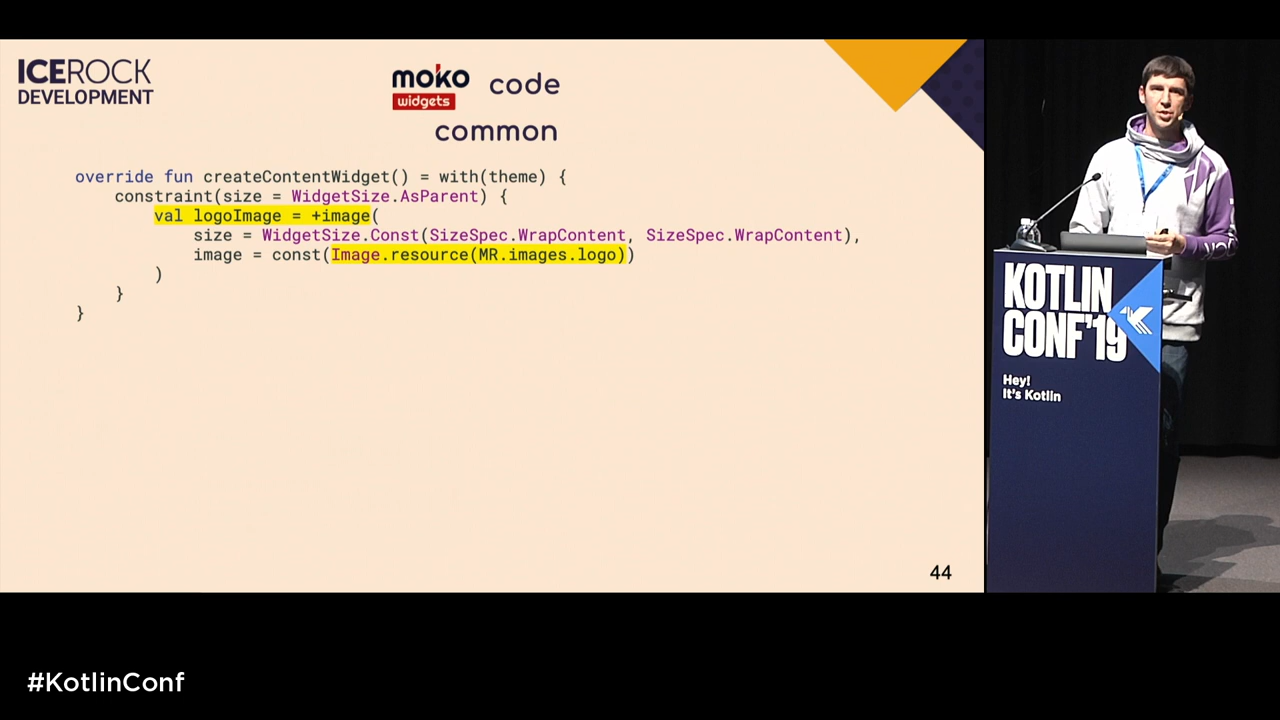 ICEROCK
DEVELOPMENT
moko
widgets
code
common
override fun createContentWidget() = with(theme) {
    constraint(size = WidgetSize.AsParent) {
        val logoImage = +image(
            size = WidgetSize.Const(SizeSpec.WrapContent, SizeSpec.WrapContent),
            image = const(Image.resource(MR.images.logo))
        )
    }
}
44
KOTLIN
CONF'19
Hey!
It's Kotlin
#KotlinConf